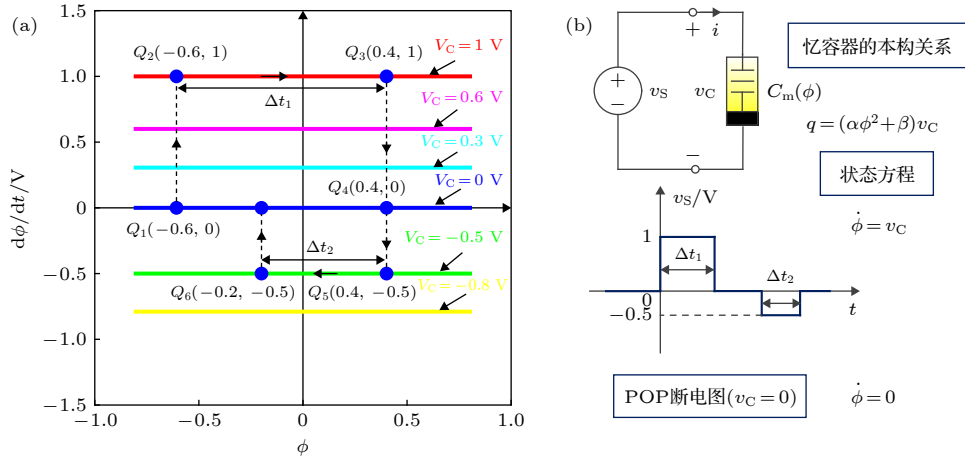 (a)
1.5
1.0
0.5
0
−0.5
−1.0
−1.5
−1.0
−0.5
0
0.5
1.0
dϕ/dt/V
ϕ
Q₂(−0.6, 1)
Q₃(0.4, 1)
V_C=1 V
Δt₁
V_C=0.6 V
V_C=0.3 V
Q₄(0.4, 0)
V_C=0 V
Q₁(−0.6, 0)
Δt₂
V_C=−0.5 V
Q₆(−0.2, −0.5)
Q₅(0.4, −0.5)
V_C=−0.8 V
(b)
+ i
+
−
v_S
v_C
C_m(ϕ)
−
忆容器的本构关系
q=(αϕ²+β)v_C
状态方程
ϕ̇=v_C
v_S/V
1
Δt₁
Δt₂
0
−0.5
t
POP断电图(v_C=0)
ϕ̇=0